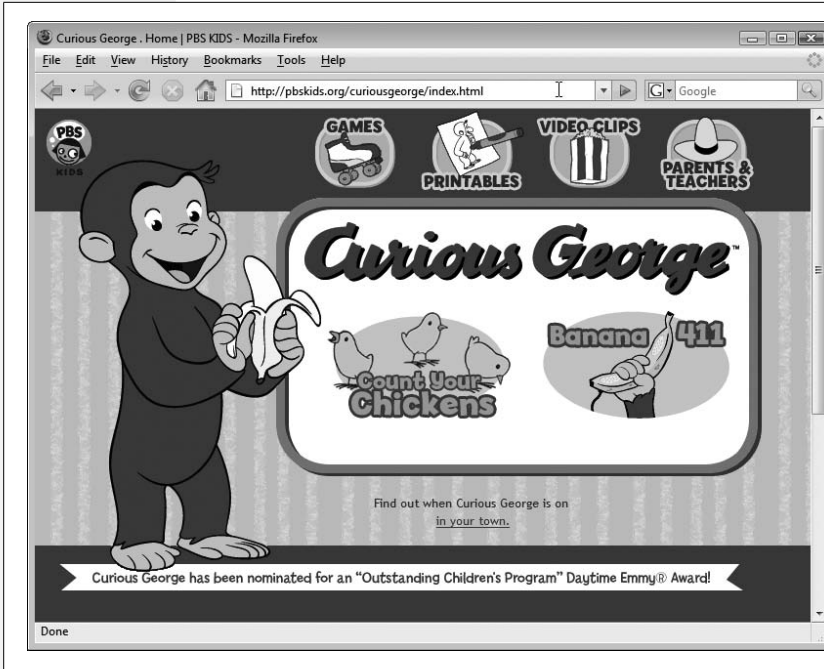 Curious George . Home | PBS KIDS - Mozilla Firefox
File Edit View History Bookmarks Tools Help
http://pbskids.org/curiousgeorge/index.html
G Google
PBS
KIDS
GAMES
PRINTABLES
VIDEO CLIPS
PARENTS &
TEACHERS
Curious George™
Count Your
Chickens
Banana 411
Find out when Curious George is on
in your town.
Curious George has been nominated for an “Outstanding Children's Program” Daytime Emmy® Award!
Done